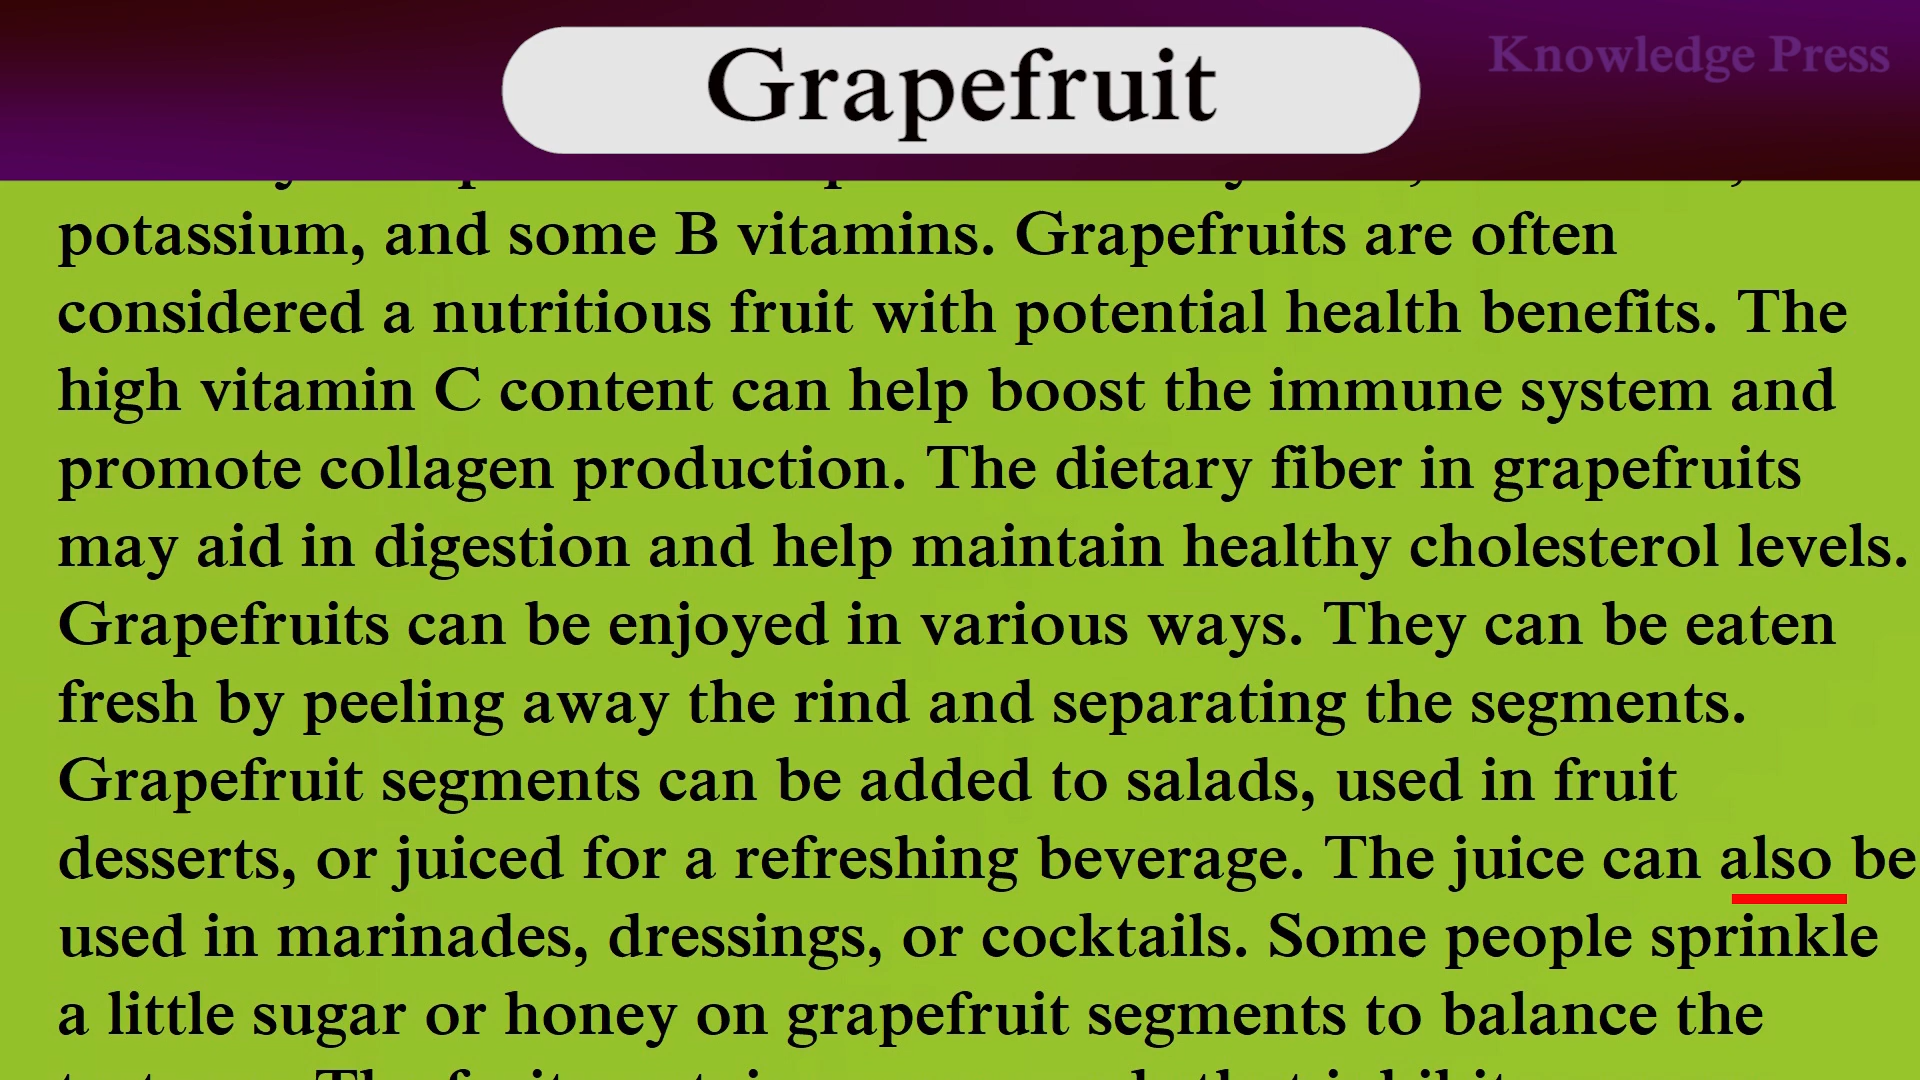 Grapefruit
Knowledge Press
potassium, and some B vitamins. Grapefruits are often
considered a nutritious fruit with potential health benefits. The
high vitamin C content can help boost the immune system and
promote collagen production. The dietary fiber in grapefruits
may aid in digestion and help maintain healthy cholesterol levels.
Grapefruits can be enjoyed in various ways. They can be eaten
fresh by peeling away the rind and separating the segments.
Grapefruit segments can be added to salads, used in fruit
desserts, or juiced for a refreshing beverage. The juice can also be
used in marinades, dressings, or cocktails. Some people sprinkle
a little sugar or honey on grapefruit segments to balance the